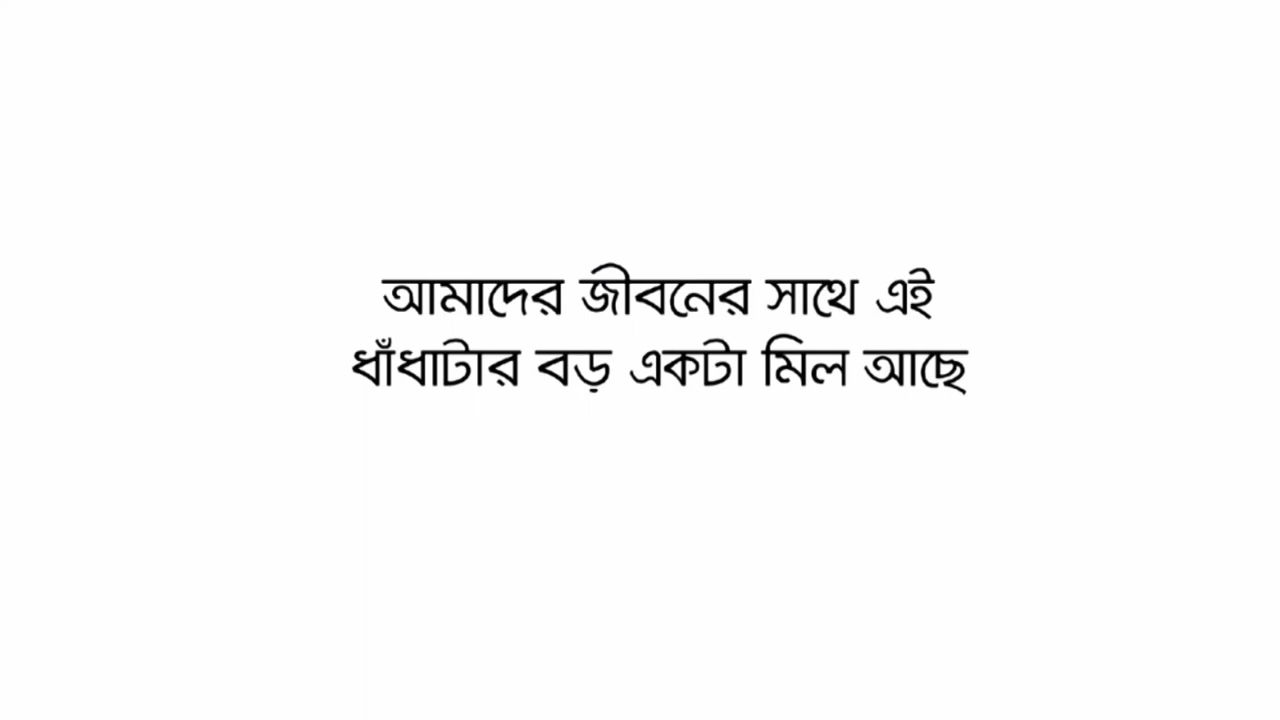 আমাদের জীবনের সাথে এই
ধাঁধাটার বড় একটা মিল আছে